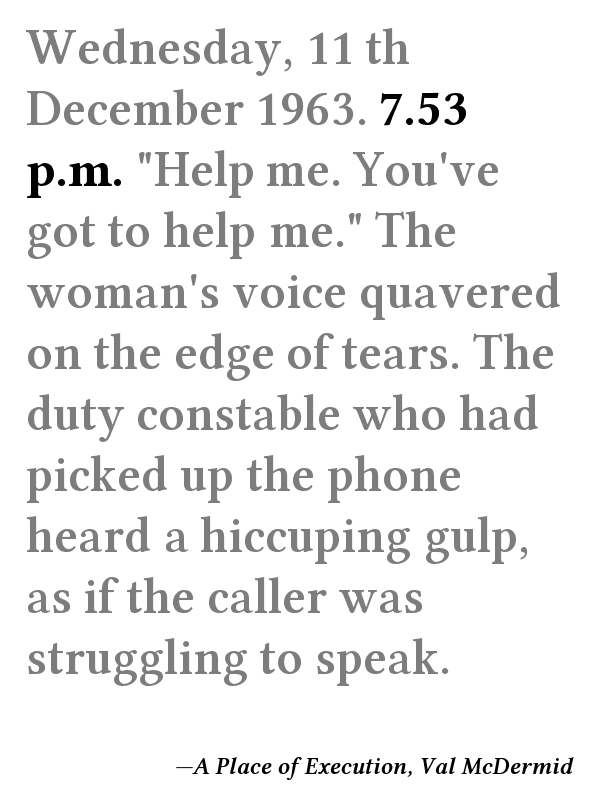 Wednesday, 11 th
December 1963. 7.53
p.m. "Help me. You've
got to help me." The
woman's voice quavered
on the edge of tears. The
duty constable who had
picked up the phone
heard a hiccuping gulp,
as if the caller was
struggling to speak.
—A Place of Execution, Val McDermid